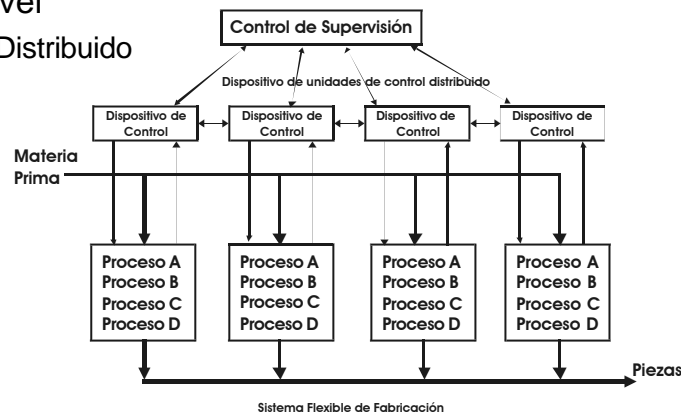 Distribuido
Control de Supervisión
Dispositivo de unidades de control distribuido
Dispositivo de Control
Dispositivo de Control
Dispositivo de Control
Dispositivo de Control
Materia
Prima
Proceso A
Proceso B
Proceso C
Proceso D
Proceso A
Proceso B
Proceso C
Proceso D
Proceso A
Proceso B
Proceso C
Proceso D
Proceso A
Proceso B
Proceso C
Proceso D
Piezas
Sistema Flexible de Fabricación